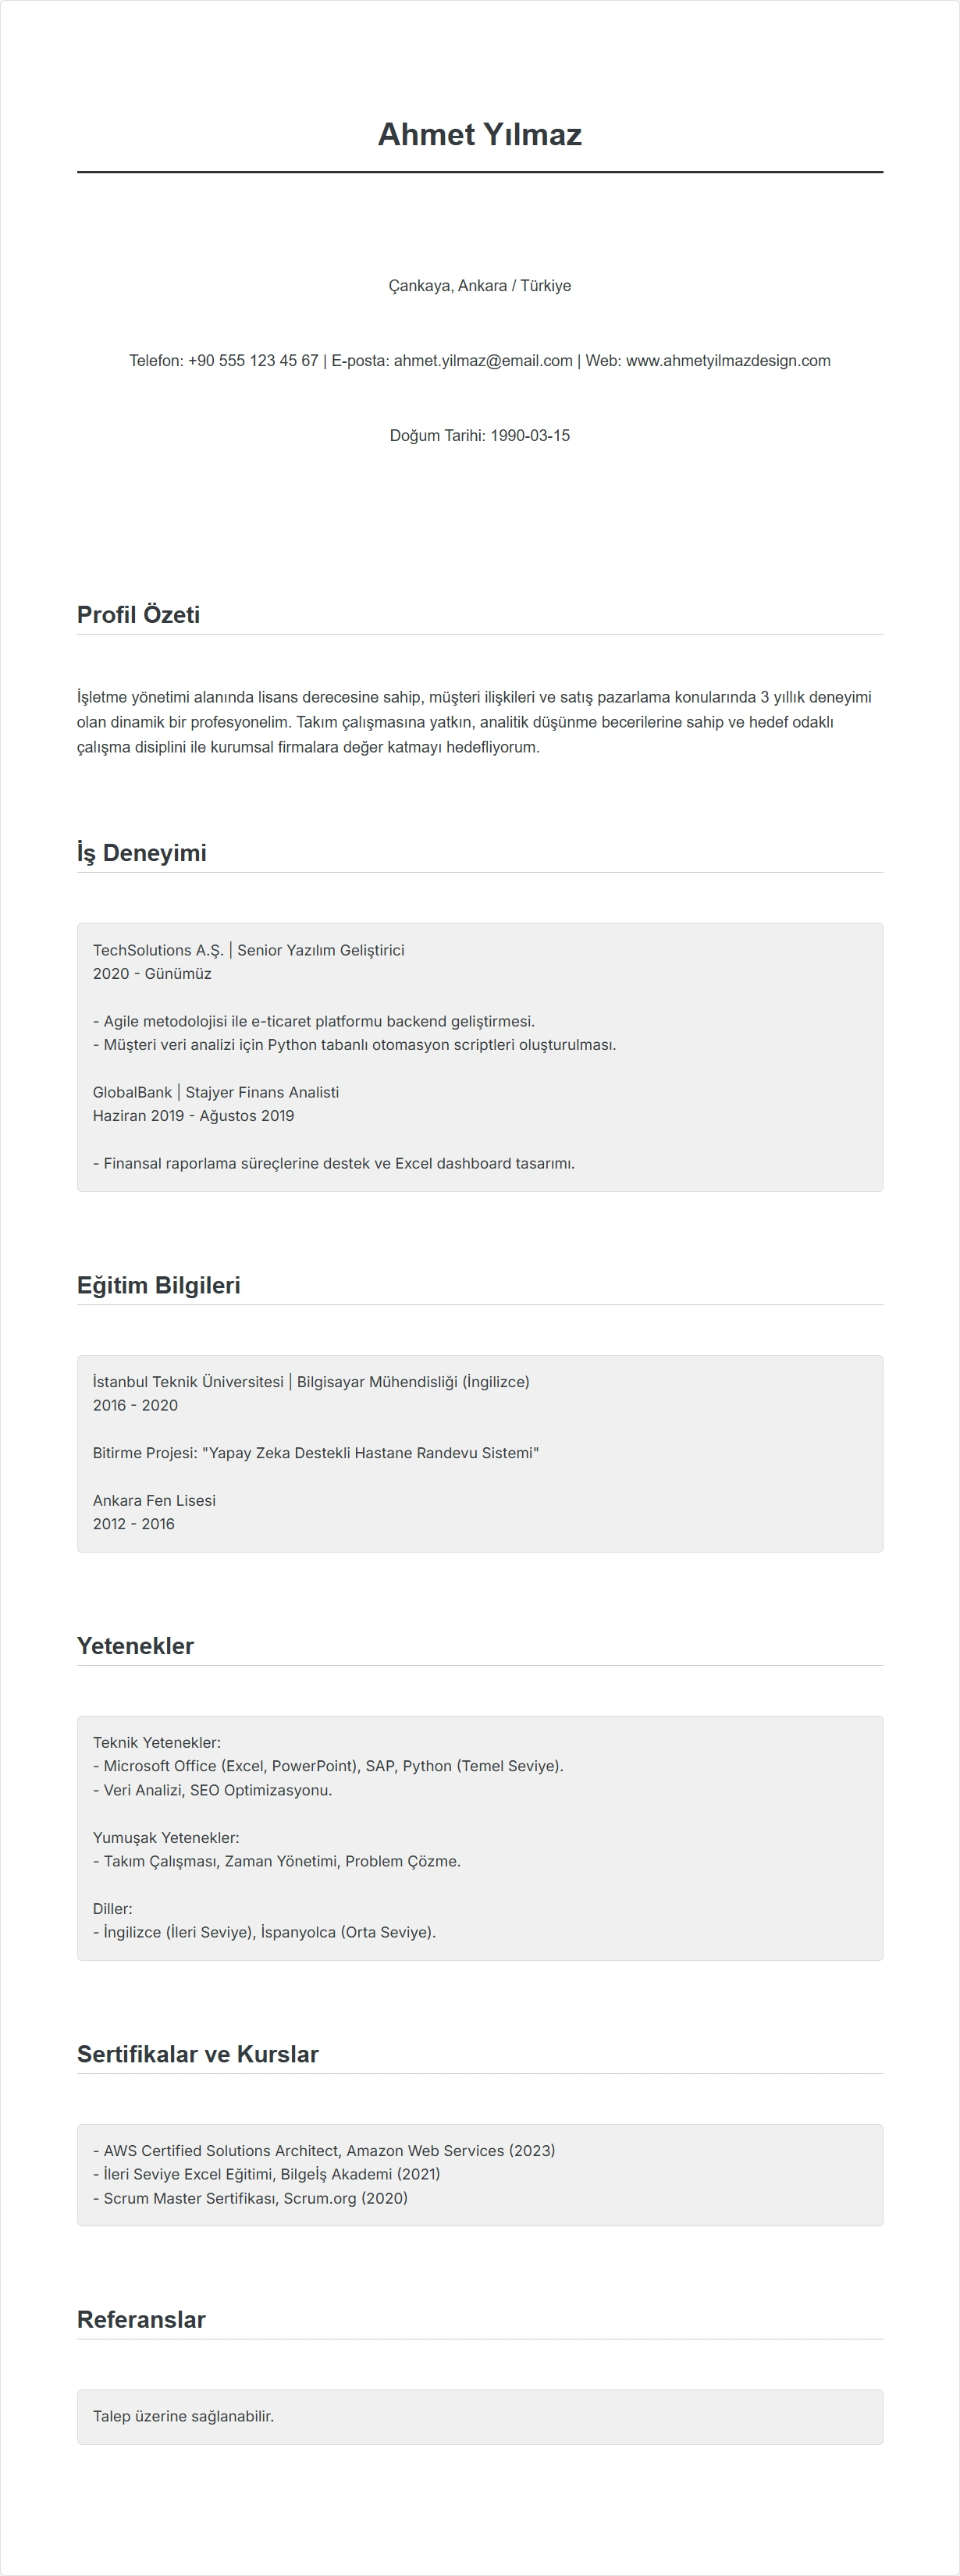 Ahmet Yılmaz
Çankaya, Ankara / Türkiye
Telefon: +90 555 123 45 67 | E-posta: ahmet.yilmaz@email.com | Web: www.ahmetyilmazdesign.com
Doğum Tarihi: 1990-03-15
Profil Özeti
İşletme yönetimi alanında lisans derecesine sahip, müşteri ilişkileri ve satış pazarlama konularında 3 yıllık deneyimi
olan dinamik bir profesyonelim. Takım çalışmasına yatkın, analitik düşünme becerilerine sahip ve hedef odaklı
çalışma disiplini ile kurumsal firmalara değer katmayı hedefliyorum.
İş Deneyimi
TechSolutions A.Ş. | Senior Yazılım Geliştirici
2020 - Günümüz
- Agile metodolojisi ile e-ticaret platformu backend geliştirmesi.
- Müşteri veri analizi için Python tabanlı otomasyon scriptleri oluşturulması.
GlobalBank | Stajyer Finans Analisti
Haziran 2019 - Ağustos 2019
- Finansal raporlama süreçlerine destek ve Excel dashboard tasarımı.
Eğitim Bilgileri
İstanbul Teknik Üniversitesi | Bilgisayar Mühendisliği (İngilizce)
2016 - 2020
Bitirme Projesi: "Yapay Zeka Destekli Hastane Randevu Sistemi"
Ankara Fen Lisesi
2012 - 2016
Yetenekler
Teknik Yetenekler:
- Microsoft Office (Excel, PowerPoint), SAP, Python (Temel Seviye).
- Veri Analizi, SEO Optimizasyonu.
Yumuşak Yetenekler:
- Takım Çalışması, Zaman Yönetimi, Problem Çözme.
Diller:
- İngilizce (İleri Seviye), İspanyolca (Orta Seviye).
Sertifikalar ve Kurslar
- AWS Certified Solutions Architect, Amazon Web Services (2023)
- İleri Seviye Excel Eğitimi, Bilgeİş Akademi (2021)
- Scrum Master Sertifikası, Scrum.org (2020)
Referanslar
Talep üzerine sağlanabilir.